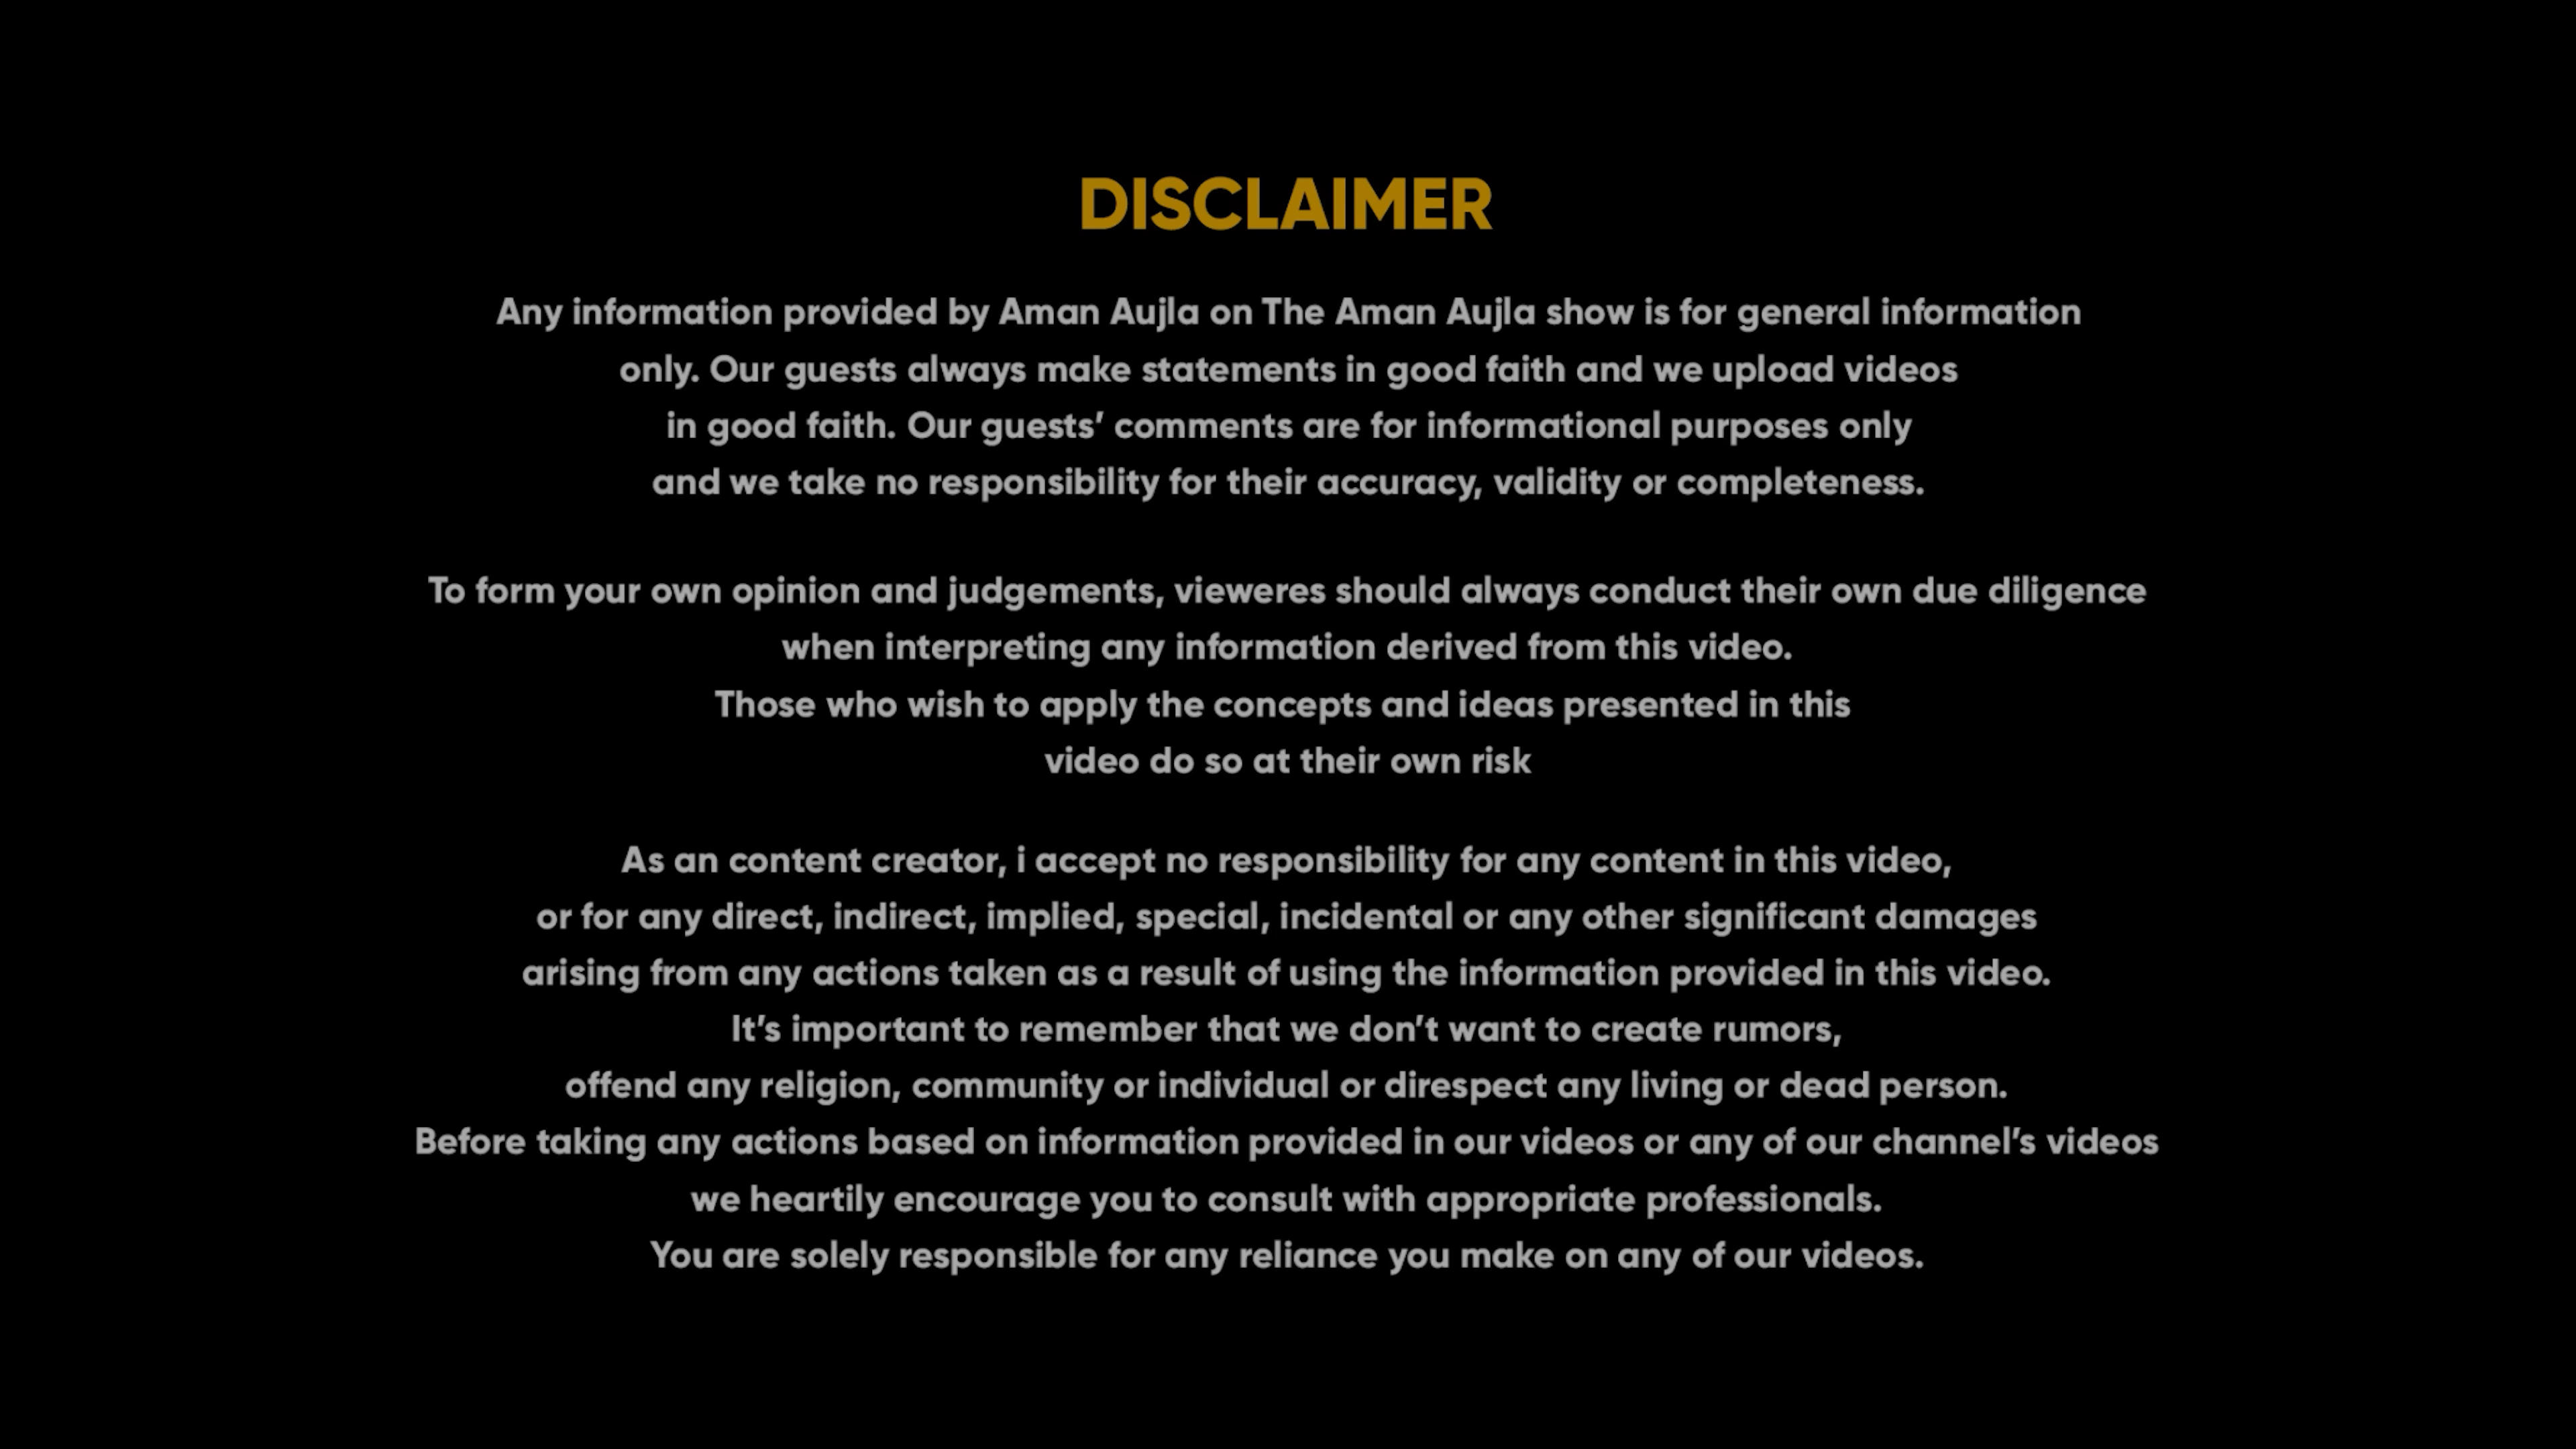 DISCLAIMER
Any information provided by Aman Aujla on The Aman Aujla show is for general information
only. Our guests always make statements in good faith and we upload videos
in good faith. Our guests’ comments are for informational purposes only
and we take no responsibility for their accuracy, validity or completeness.
To form your own opinion and judgements, vieweres should always conduct their own due diligence
when interpreting any information derived from this video.
Those who wish to apply the concepts and ideas presented in this
video do so at their own risk
As an content creator, i accept no responsibility for any content in this video,
or for any direct, indirect, implied, special, incidental or any other significant damages
arising from any actions taken as a result of using the information provided in this video.
It’s important to remember that we don’t want to create rumors,
offend any religion, community or individual or direspect any living or dead person.
Before taking any actions based on information provided in our videos or any of our channel’s videos
we heartily encourage you to consult with appropriate professionals.
You are solely responsible for any reliance you make on any of our videos.